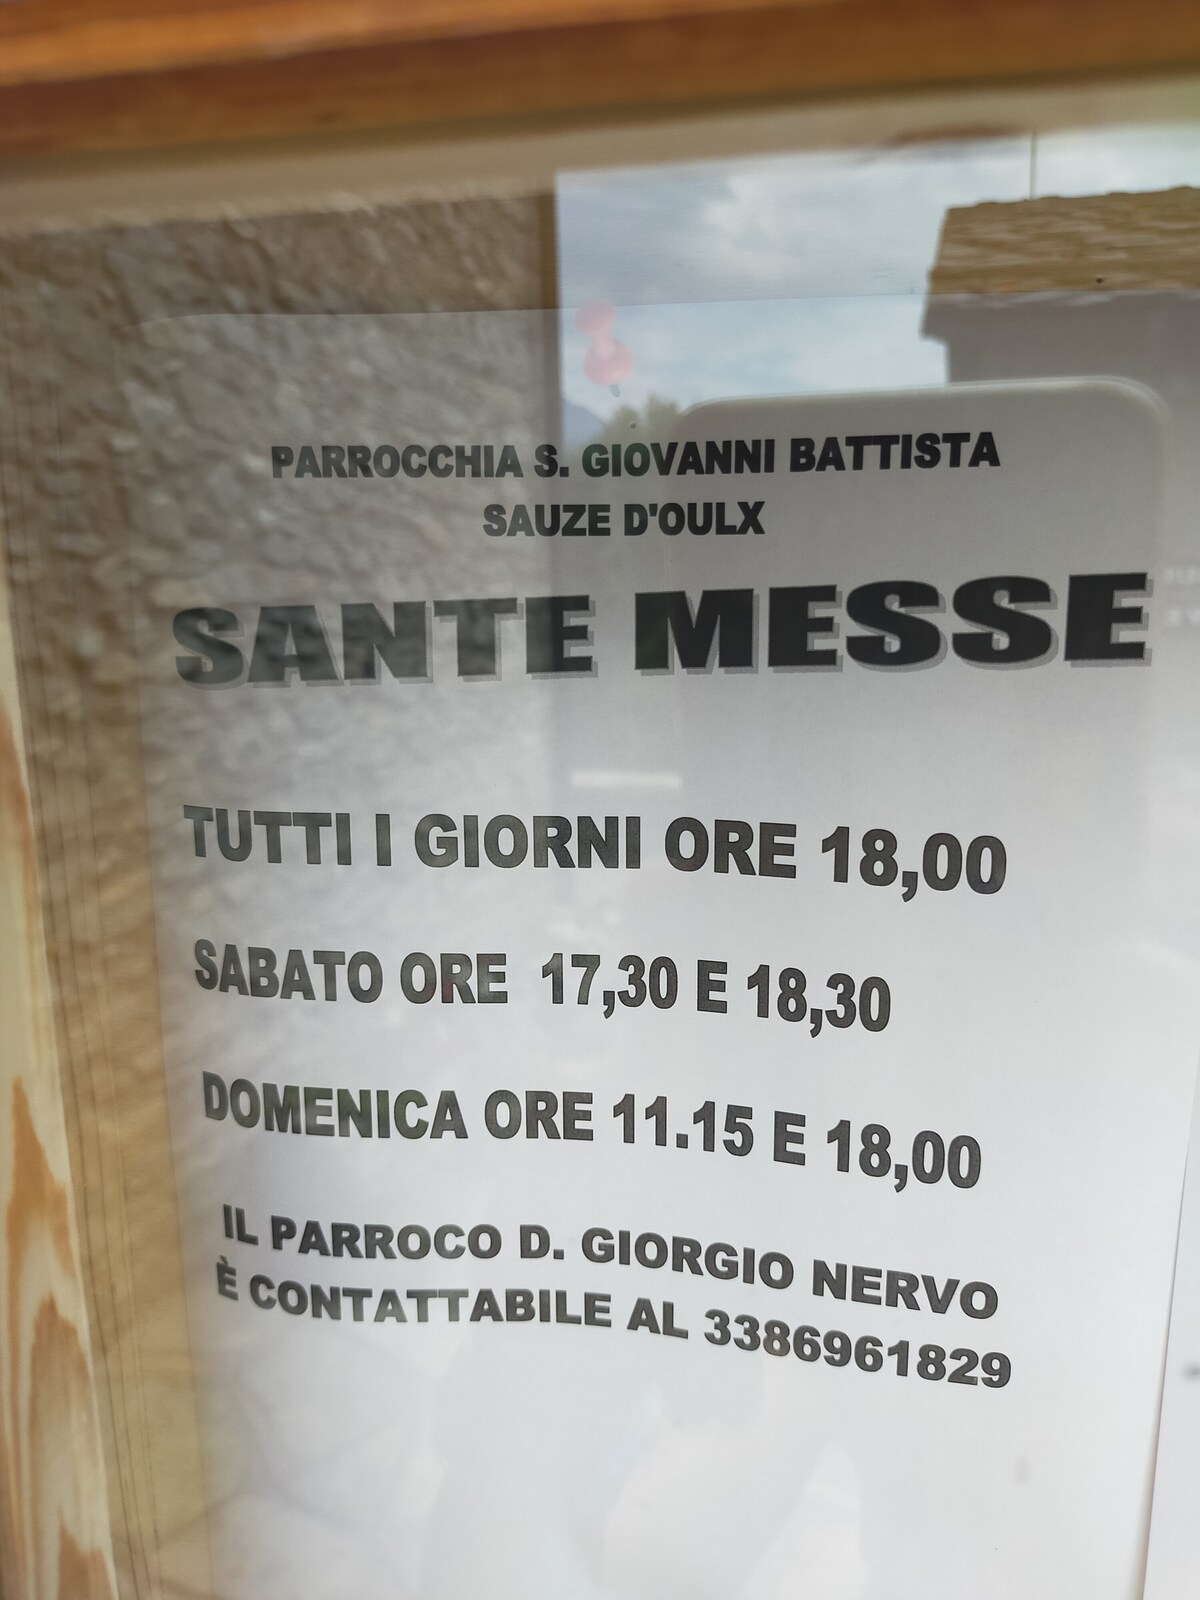 PARROCCHIA S. GIOVANNI BATTISTA
SAUZE D'OULX
SANTE MESSE
TUTTI I GIORNI ORE 18,00
SABATO ORE 17,30 E 18,30
DOMENICA ORE 11.15 E 18,00
IL PARROCO D. GIORGIO NERVO
È CONTATTABILE AL 3386961829